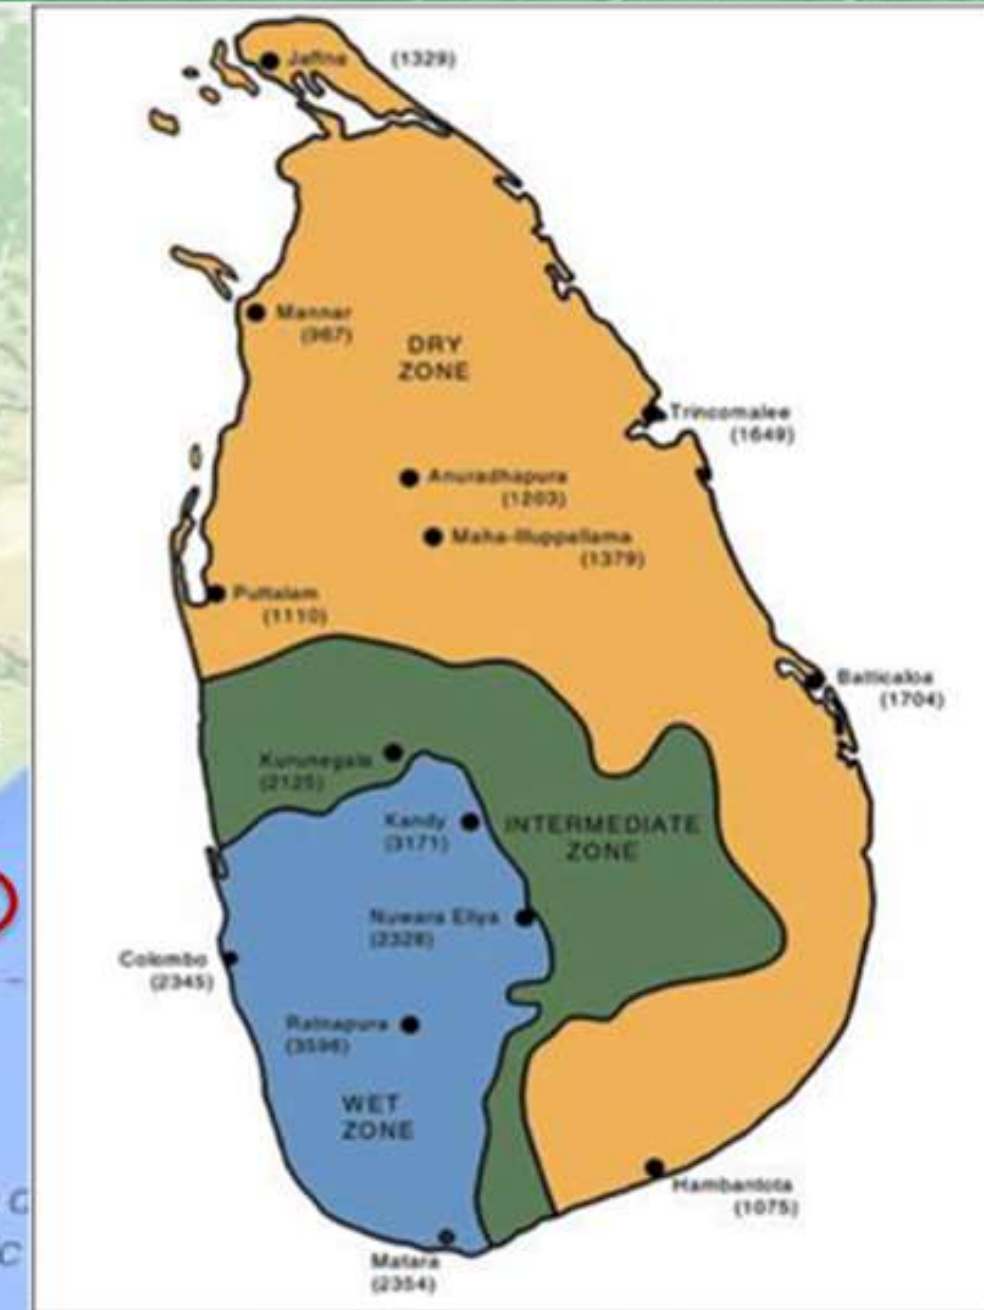 Jaffna (1329)
Mannar
(967)
DRY
ZONE
Trincomalee
(1649)
Anuradhapura
(1203)
Maha-Illuppallama
(1379)
Puttalam
(1110)
Batticaloa
(1704)
Kurunegala
(2125)
Kandy
(3171)
INTERMEDIATE
ZONE
Nuwara Eliya
(2328)
Colombo
(2345)
Ratnapura
(3598)
WET
ZONE
Hambantota
(1075)
Matara
(2354)